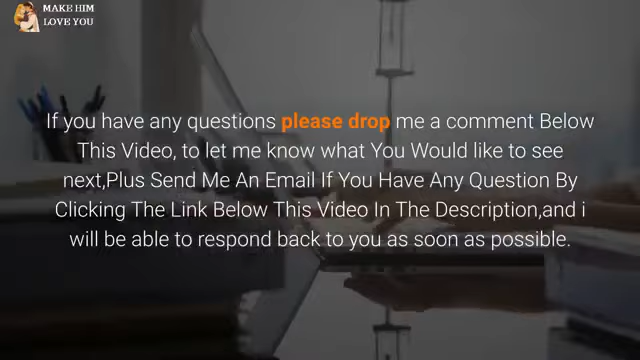 MAKE HIM
LOVE YOU
If you have any questions please drop me a comment Below
This Video, to let me know what You Would like to see
next,Plus Send Me An Email If You Have Any Question By
Clicking The Link Below This Video In The Description,and i
will be able to respond back to you as soon as possible.